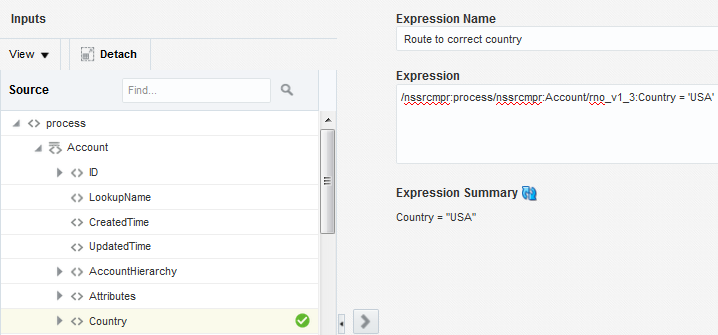 Inputs
View
Detach
Source
Find...
process
Account
ID
LookupName
CreatedTime
UpdatedTime
AccountHierarchy
Attributes
Country
Expression Name
Route to correct country
Expression
/nssrcmpr:process/nssrcmpr:Account/rno_v1_3:Country = 'USA'
Expression Summary
Country = "USA"